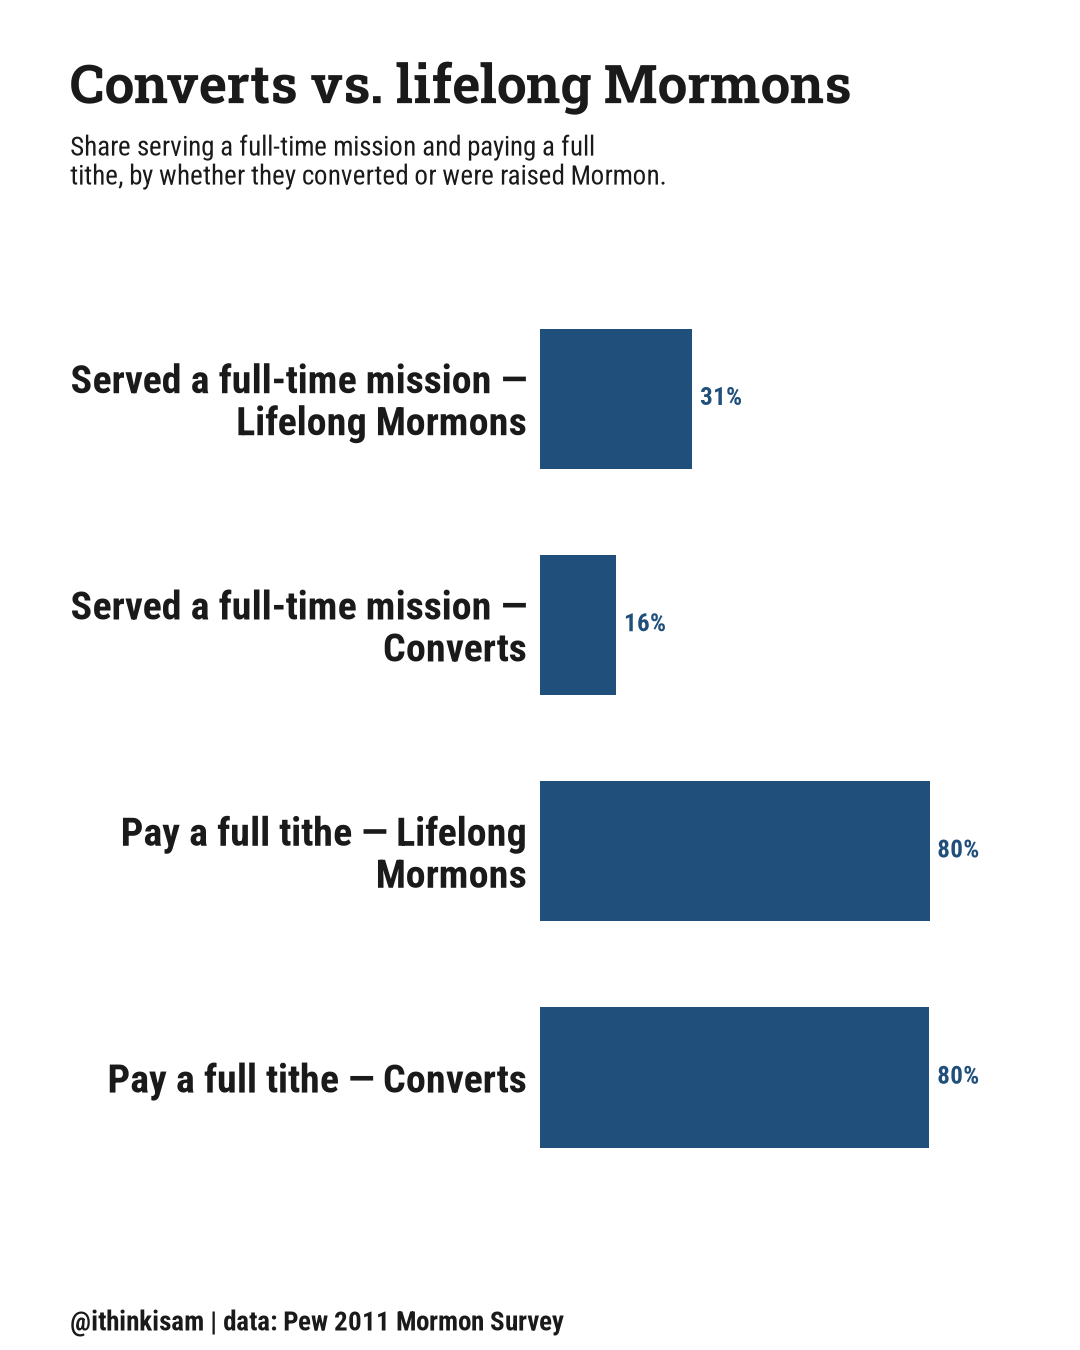 Converts vs. lifelong Mormons
Share serving a full-time mission and paying a full
tithe, by whether they converted or were raised Mormon.
Served a full-time mission —
Lifelong Mormons
31%
Served a full-time mission —
Converts
16%
Pay a full tithe — Lifelong
Mormons
80%
Pay a full tithe — Converts
80%
@ithinkisam | data: Pew 2011 Mormon Survey